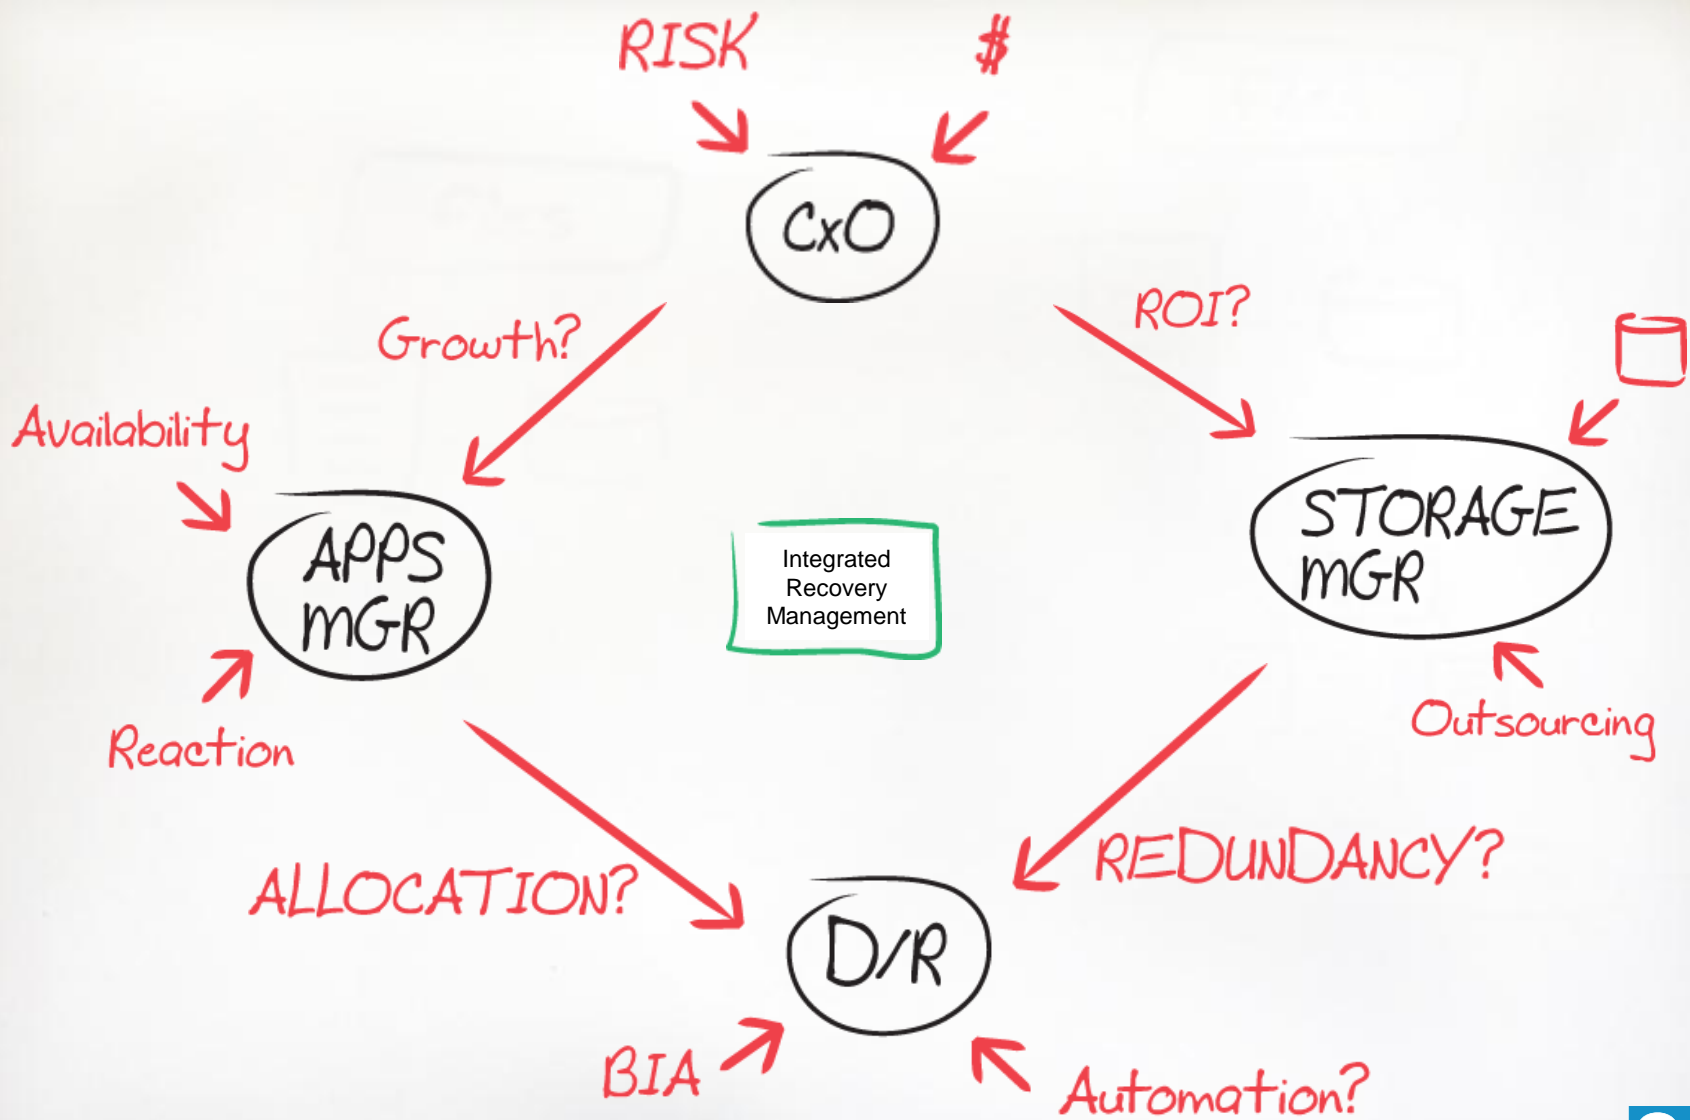 RISK
$
CxO
Growth?
ROI?
Availability
APPS
MGR
Integrated
Recovery
Management
STORAGE
MGR
Reaction
Outsourcing
ALLOCATION?
REDUNDANCY?
D/R
BIA
Automation?